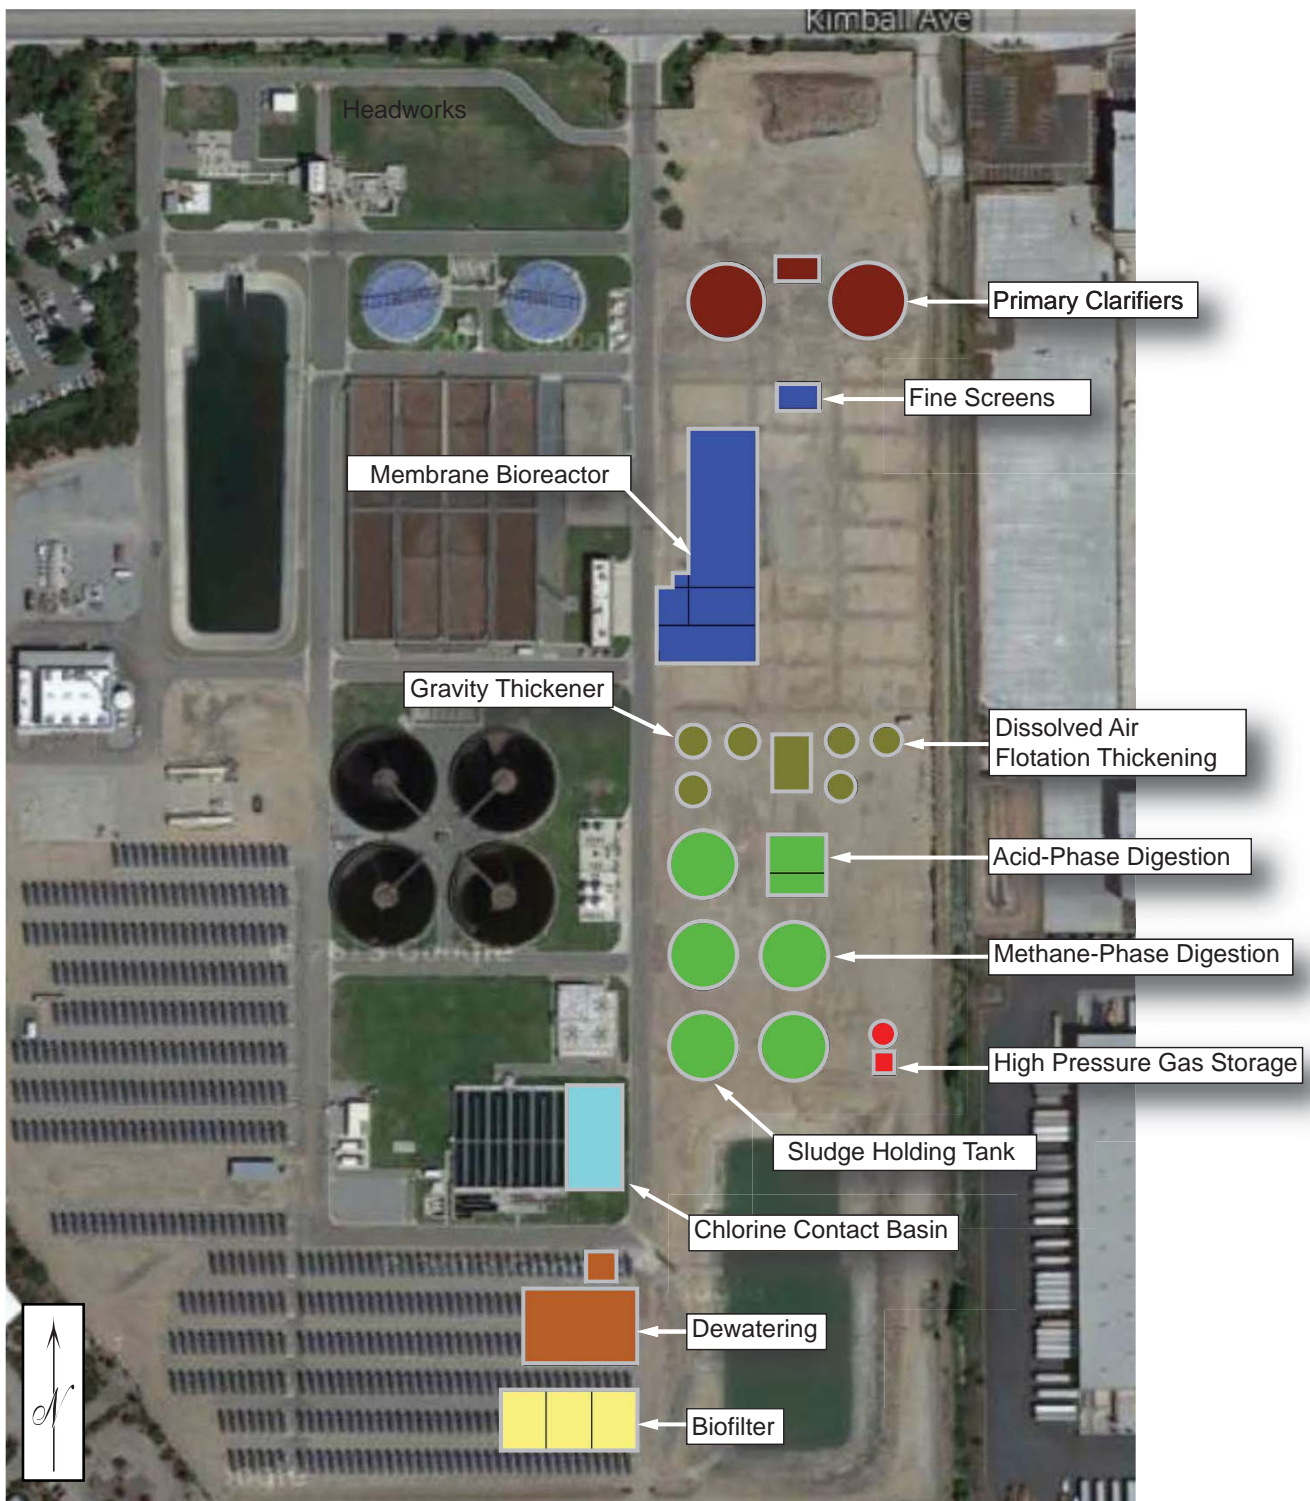 Kimball Ave
Headworks
Primary Clarifiers
Fine Screens
Membrane Bioreactor
Gravity Thickener
Dissolved Air
Flotation Thickening
Acid-Phase Digestion
Methane-Phase Digestion
High Pressure Gas Storage
Sludge Holding Tank
Chlorine Contact Basin
Dewatering
Biofilter
N